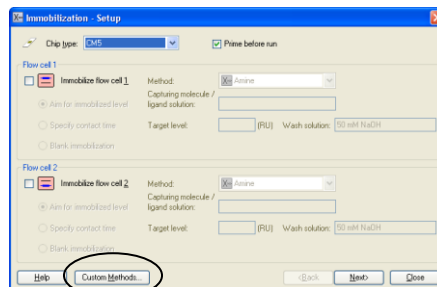 Immobilization - Setup
Chip type: CM5 Prime before run
Flow cell 1
Immobilize flow cell 1 Method: Amine
Aim for immobilized level Capturing molecule / ligand solution:
Specify contact time Target level: (RU) Wash solution: 50 mM NaOH
Blank immobilization
Flow cell 2
Immobilize flow cell 2 Method: Amine
Aim for immobilized level Capturing molecule / ligand solution:
Specify contact time Target level: (RU) Wash solution: 50 mM NaOH
Blank immobilization
Help Custom Methods... <Back Next> Close